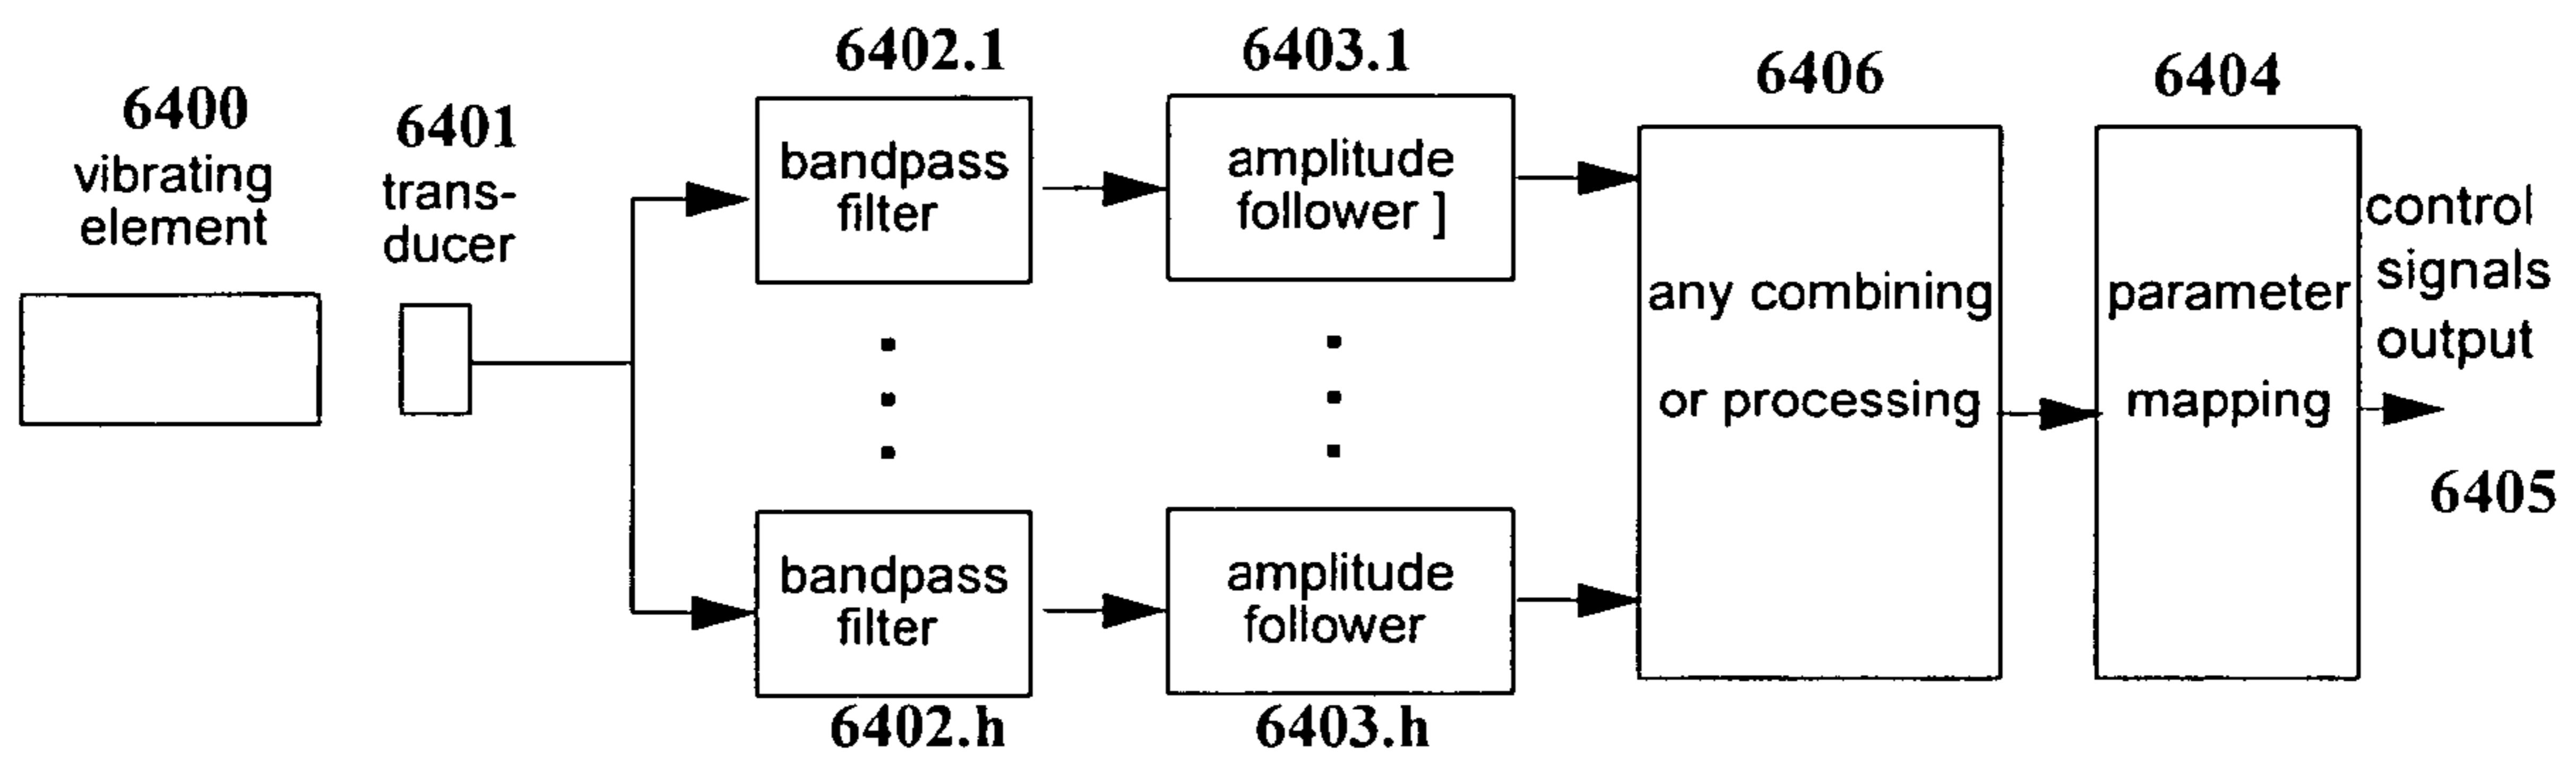 6400
vibrating
element
6401
trans-
ducer
6402.1
bandpass
filter
6403.1
amplitude
follower ]
6402.h
bandpass
filter
6403.h
amplitude
follower
6406
any combining
or processing
6404
parameter
mapping
control
signals
output
6405